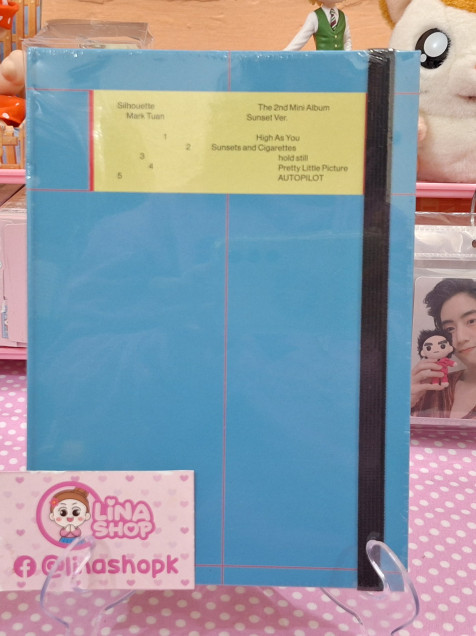 Silhouette
Mark Tuan
The 2nd Mini Album
Sunset Ver.
1 High As You
2 Sunsets and Cigarettes
3 hold still
4 Pretty Little Picture
5 AUTOPILOT
LiNA
SHOP
@linashopk